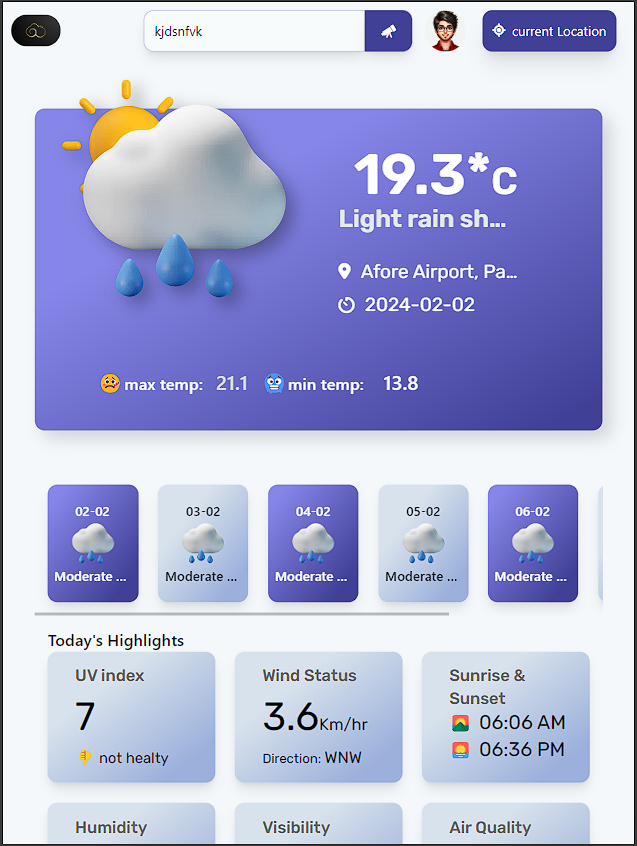 kjdsnfvk
current Location
19.3*c
Light rain sh...
Afore Airport, Pa...
2024-02-02
max temp: 21.1 min temp: 13.8
02-02 03-02 04-02 05-02 06-02
Moderate ... Moderate ... Moderate ... Moderate ... Moderate ...
Today's Highlights
UV index
7
not healty
Wind Status
3.6Km/hr
Direction: WNW
Sunrise &
Sunset
06:06 AM
06:36 PM
Humidity
Visibility
Air Quality